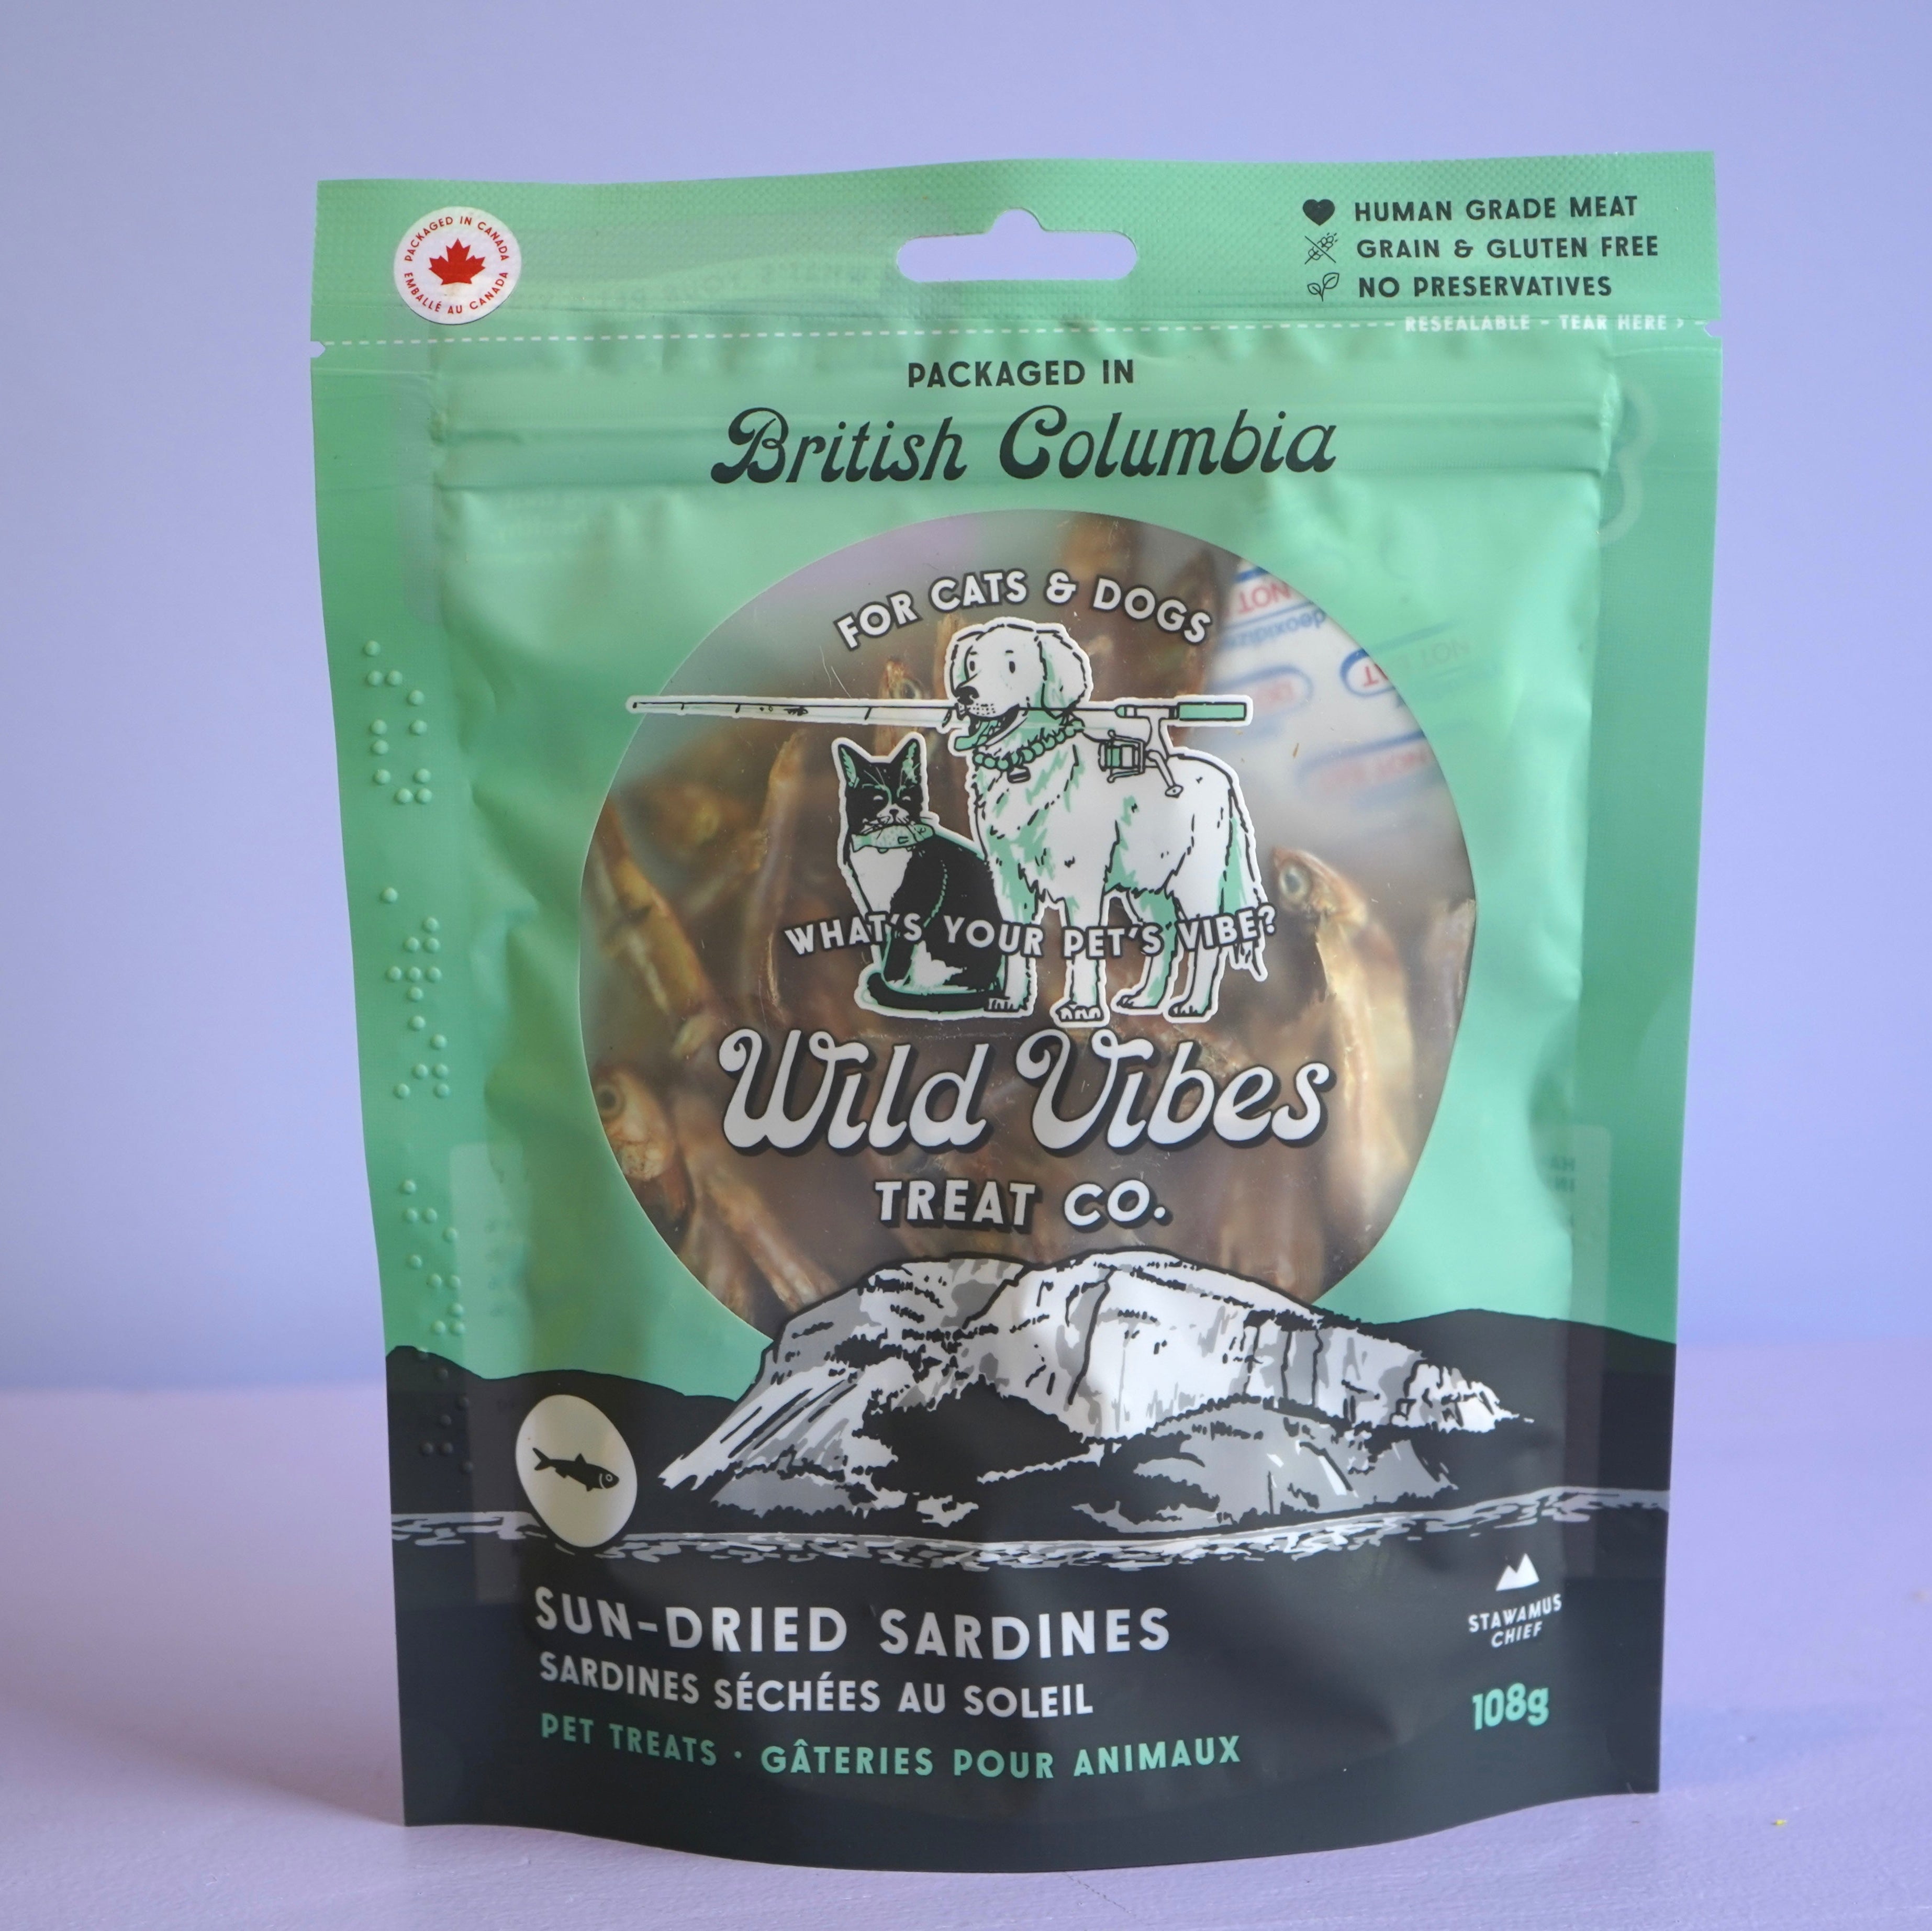 PACKAGED IN CANADA
EMBALLÉ AU CANADA
HUMAN GRADE MEAT
GRAIN & GLUTEN FREE
NO PRESERVATIVES
RESEALABLE - TEAR HERE
PACKAGED IN
British Columbia
FOR CATS & DOGS
WHAT'S YOUR PET'S VIBE?
Wild Vibes
TREAT CO.
SUN-DRIED SARDINES
SARDINES SÉCHÉES AU SOLEIL
PET TREATS · GÂTERIES POUR ANIMAUX
STAWAMUS
CHIEF
108g